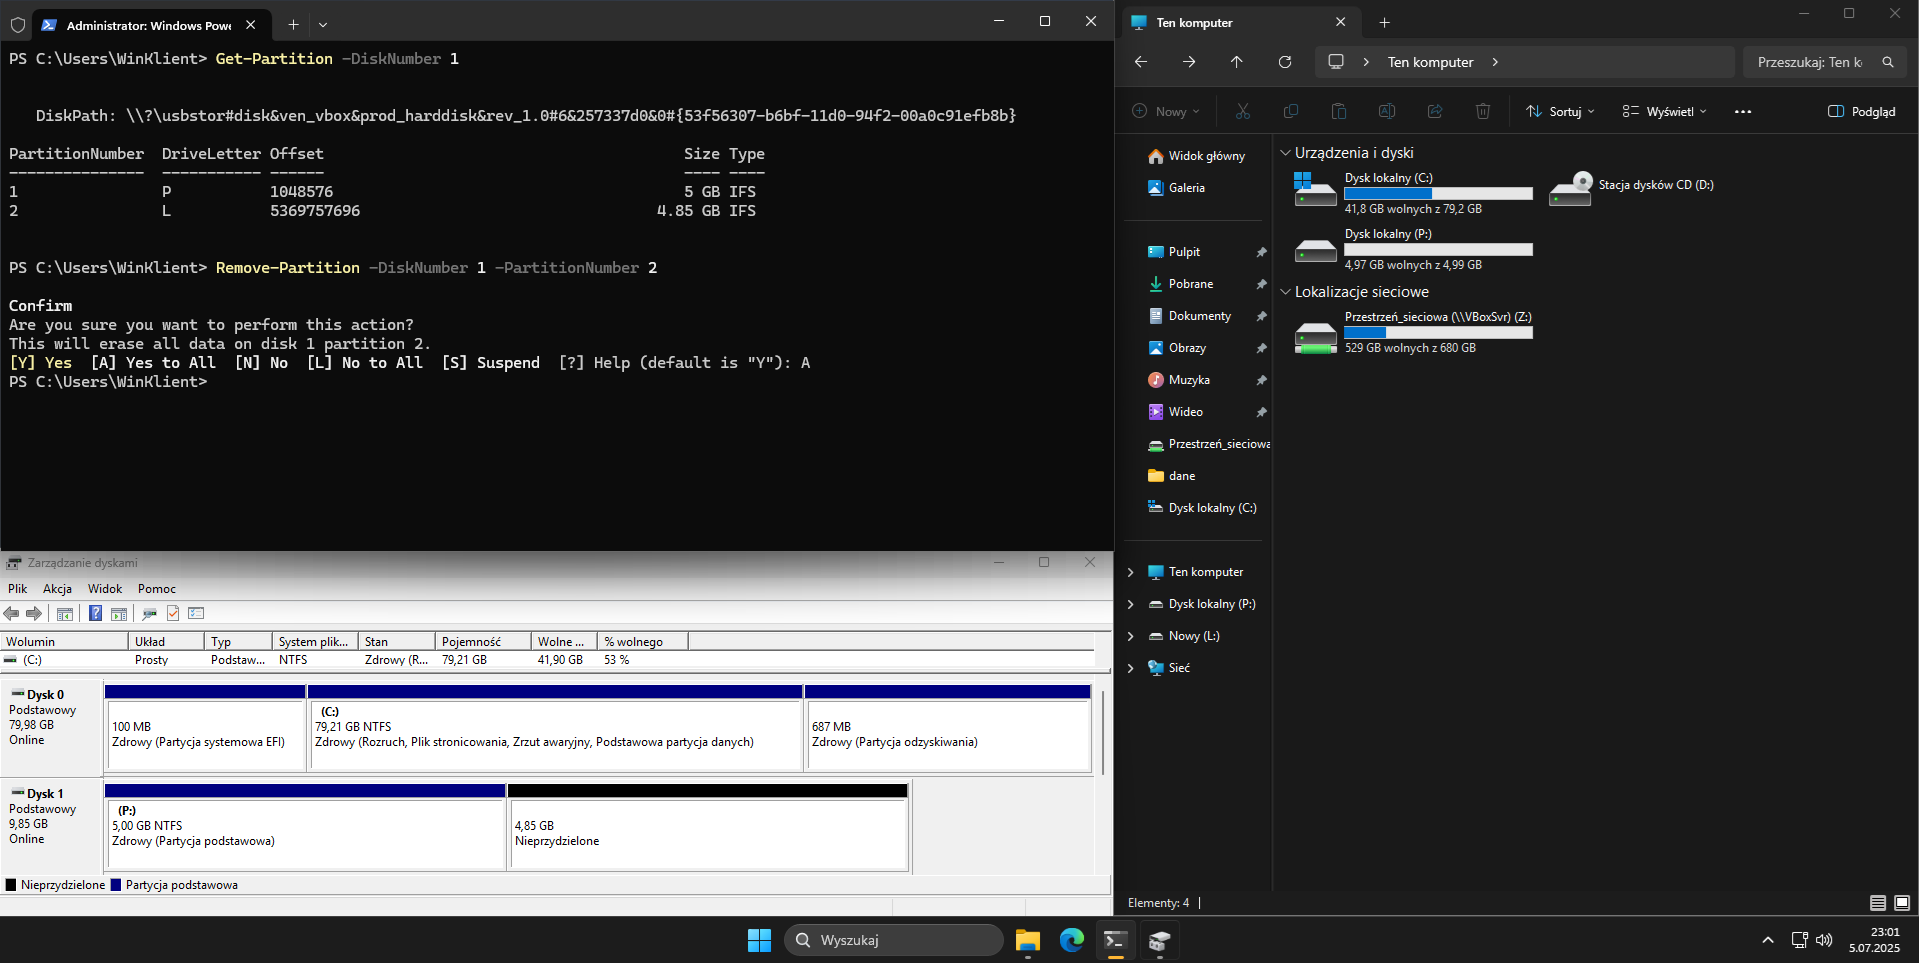 Administrator: Windows Powe
PS C:\Users\WinKlient> Get-Partition -DiskNumber 1
DiskPath: \\?\usbstor#disk&ven_vbox&prod_harddisk&rev_1.0#6&257337d0&0#{53f56307-b6bf-11d0-94f2-00a0c91efb8b}
PartitionNumber  DriveLetter Offset                                        Size Type
---------------  ----------- ------                                        ---- ----
1                P           1048576                                       5 GB IFS
2                L           5369757696                                 4.85 GB IFS
PS C:\Users\WinKlient> Remove-Partition -DiskNumber 1 -PartitionNumber 2
Confirm
Are you sure you want to perform this action?
This will erase all data on disk 1 partition 2.
[Y] Yes  [A] Yes to All  [N] No  [L] No to All  [S] Suspend  [?] Help (default is "Y"): A
PS C:\Users\WinKlient>
Zarządzanie dyskami
Plik Akcja Widok Pomoc
Wolumin Układ Typ System plik... Stan Pojemność Wolne ... % wolnego
(C:) Prosty Podstaw... NTFS Zdrowy (R... 79,21 GB 41,90 GB 53 %
Dysk 0
Podstawowy
79,98 GB
Online
100 MB
Zdrowy (Partycja systemowa EFI)
(C:)
79,21 GB NTFS
Zdrowy (Rozruch, Plik stronicowania, Zrzut awaryjny, Podstawowa partycja danych)
687 MB
Zdrowy (Partycja odzyskiwania)
Dysk 1
Podstawowy
9,85 GB
Online
(P:)
5,00 GB NTFS
Zdrowy (Partycja podstawowa)
4,85 GB
Nieprzydzielone
Nieprzydzielone Partycja podstawowa
Ten komputer
Ten komputer
Przeszukaj: Ten k
Nowy Sortuj Wyświetl Podgląd
Widok główny
Galeria
Pulpit
Pobrane
Dokumenty
Obrazy
Muzyka
Wideo
Przestrzeń_sieciowa
dane
Dysk lokalny (C:)
Ten komputer
Dysk lokalny (P:)
Nowy (L:)
Sieć
Urządzenia i dyski
Dysk lokalny (C:)
41,8 GB wolnych z 79,2 GB
Stacja dysków CD (D:)
Dysk lokalny (P:)
4,97 GB wolnych z 4,99 GB
Lokalizacje sieciowe
Przestrzeń_sieciowa (\\VBoxSvr) (Z:)
529 GB wolnych z 680 GB
Elementy: 4
Wyszukaj
23:01
5.07.2025